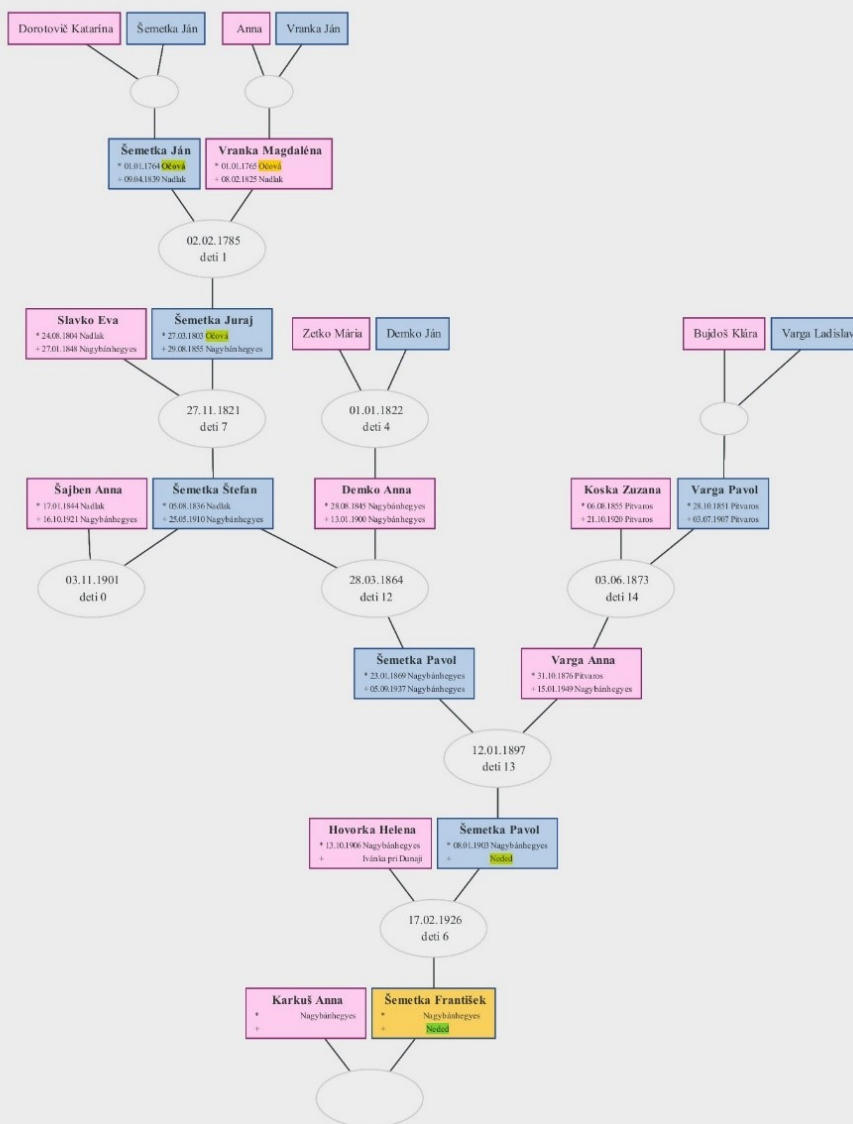 Dorotovič Katarína
Šemetka Ján
Anna
Vranka Ján
Šemetka Ján
* 01.01.1764 Očová
+ 09.04.1839 Nadlak
Vranka Magdaléna
* 01.01.1765 Očová
+ 08.02.1825 Nadlak
02.02.1785
deti 1
Slavko Eva
* 24.08.1804 Nadlak
+ 27.01.1848 Nagybánhegyes
Šemetka Juraj
* 27.03.1803 Očová
+ 29.08.1855 Nagybánhegyes
Zetko Mária
Demko Ján
Bujdoš Klára
Varga Ladislav
27.11.1821
deti 7
01.01.1822
deti 4
Šajben Anna
* 17.01.1844 Nadlak
+ 16.10.1921 Nagybánhegyes
Šemetka Štefan
* 05.08.1836 Nadlak
+ 25.05.1910 Nagybánhegyes
Demko Anna
* 28.08.1845 Nagybánhegyes
+ 13.01.1900 Nagybánhegyes
Koska Zuzana
* 06.08.1855 Pitvaros
+ 21.10.1920 Pitvaros
Varga Pavol
* 28.10.1851 Pitvaros
+ 03.07.1907 Pitvaros
03.11.1901
deti 0
28.03.1864
deti 12
03.06.1873
deti 14
Šemetka Pavol
* 23.01.1869 Nagybánhegyes
+ 05.09.1937 Nagybánhegyes
Varga Anna
* 31.10.1876 Pitvaros
+ 15.01.1949 Nagybánhegyes
12.01.1897
deti 13
Hovorka Helena
* 13.10.1906 Nagybánhegyes
+ Ivánka pri Dunaji
Šemetka Pavol
* 08.01.1903 Nagybánhegyes
+ Neded
17.02.1926
deti 6
Karkuš Anna
* Nagybánhegyes
+
Šemetka František
* Nagybánhegyes
+ Neded